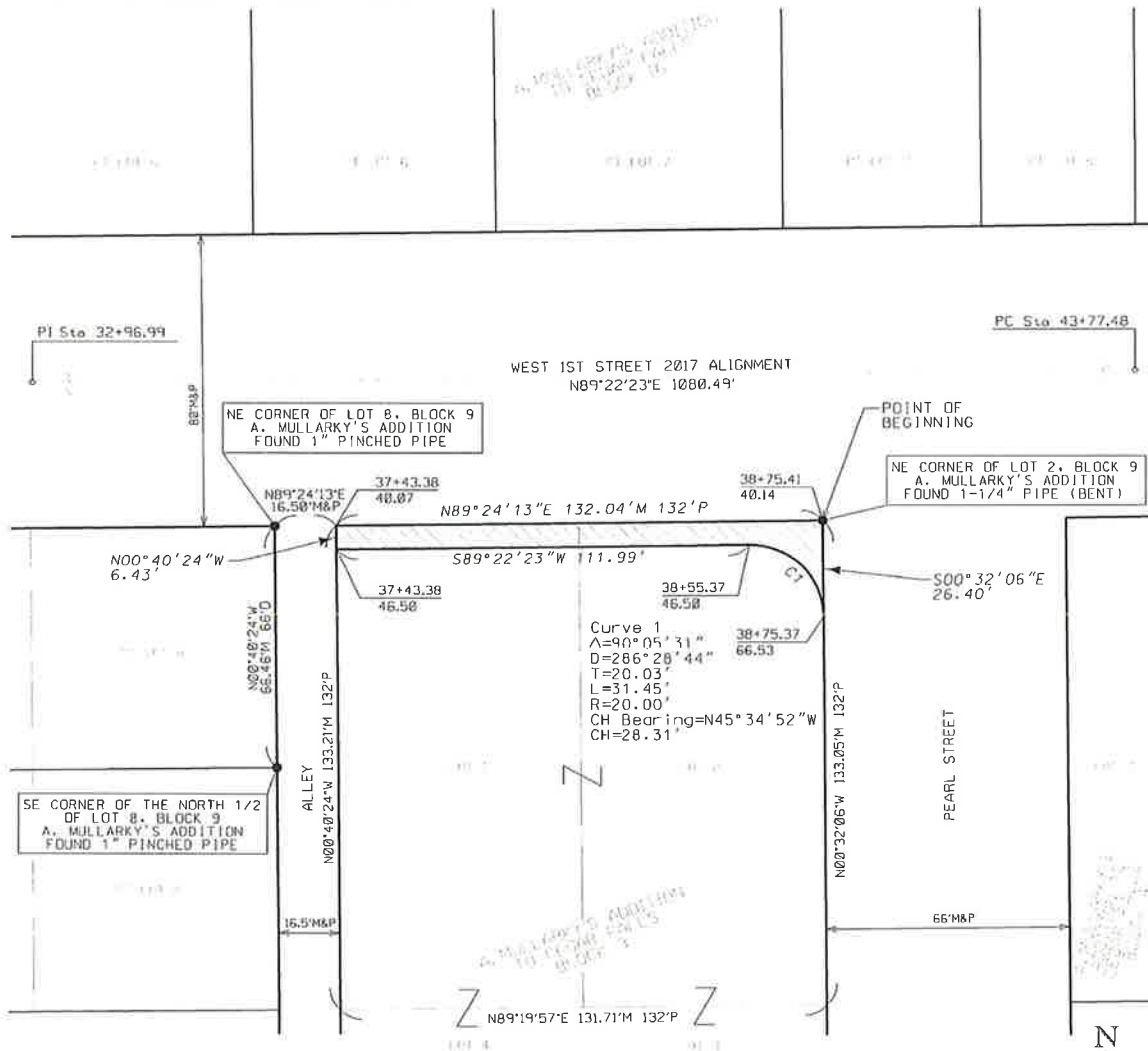 PI Sta 32+96.99
PC Sta 43+77.48
WEST 1ST STREET 2017 ALIGNMENT
N89°22'23"E 1080.49'
80'M&P
NE CORNER OF LOT 8, BLOCK 9
A. MULLARKY'S ADDITION
FOUND 1" PINCHED PIPE
POINT OF
BEGINNING
NE CORNER OF LOT 2, BLOCK 9
A. MULLARKY'S ADDITION
FOUND 1-1/4" PIPE (BENT)
N89°24'13"E
16.50'M&P
37+43.38
40.07
38+75.41
40.14
N89°24'13"E 132.04'M 132'P
N00°40'24"W
6.43'
S89°22'23"W 111.99'
C1
S00°32'06"E
26.40'
37+43.38
46.50
38+55.37
46.50
38+75.37
66.53
Curve 1
Δ=90°05'31"
D=286°28'44"
T=20.03'
L=31.45'
R=20.00'
CH Bearing=N45°34'52"W
CH=28.31'
N00°40'24"W
66.46'M 66'D
ALLEY
N00°40'24"W 133.21'M 132'P
N00°32'06"W 133.05'M 132'P
PEARL STREET
SE CORNER OF THE NORTH 1/2
OF LOT 8, BLOCK 9
A. MULLARKY'S ADDITION
FOUND 1" PINCHED PIPE
16.5'M&P
66'M&P
A. MULLARKY'S ADDITION
TO CEDAR FALLS
Z
Z N89°19'57"E 131.71'M 132'P Z
LOT 4
N